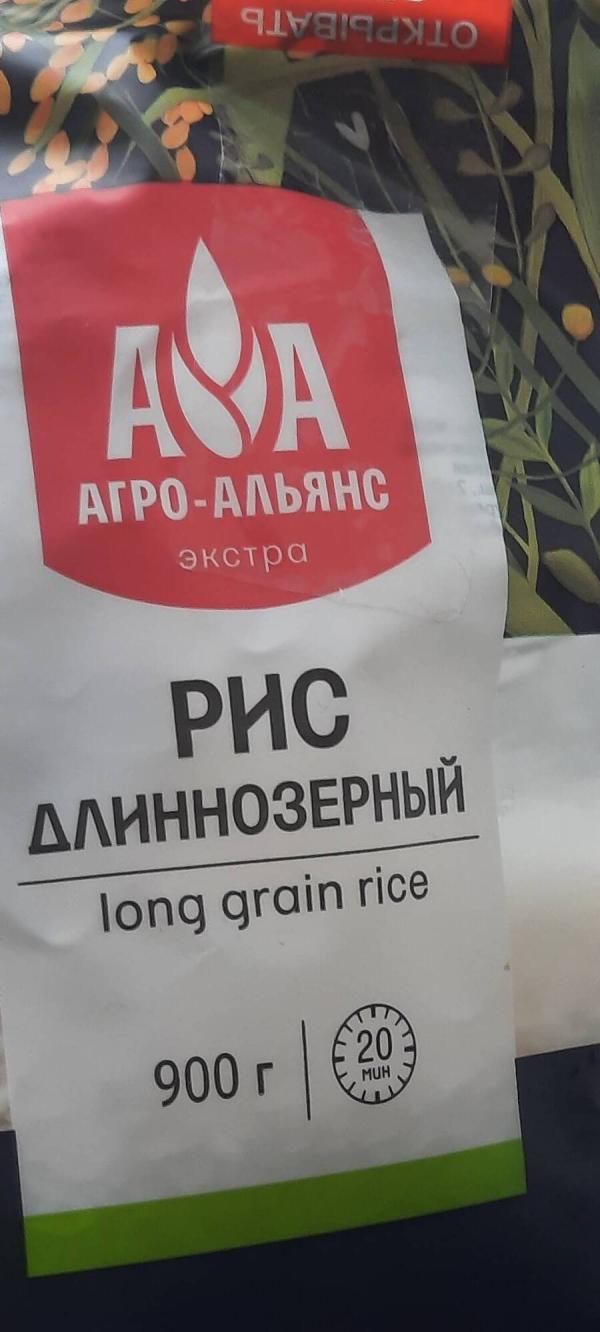 ОТКРЫВАТЬ
АА
АГРО-АЛЬЯНС
экстра
РИС
ДЛИННОЗЕРНЫЙ
long grain rice
900 г
20
мин